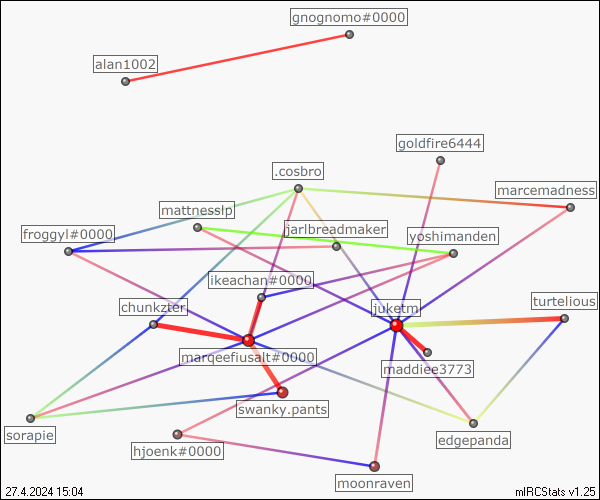 gnognomo#0000
alan1002
goldfire6444
.cosbro
marcemadness
mattnesslp
froggyl#0000
jarlbreadmaker
yoshimanden
ikeachan#0000
chunkzter
juketm
turtelious
marqeefiusalt#0000
maddiee3773
swanky.pants
sorapie
edgepanda
hjoenk#0000
moonraven
27.4.2024 15:04
mIRCStats v1.25